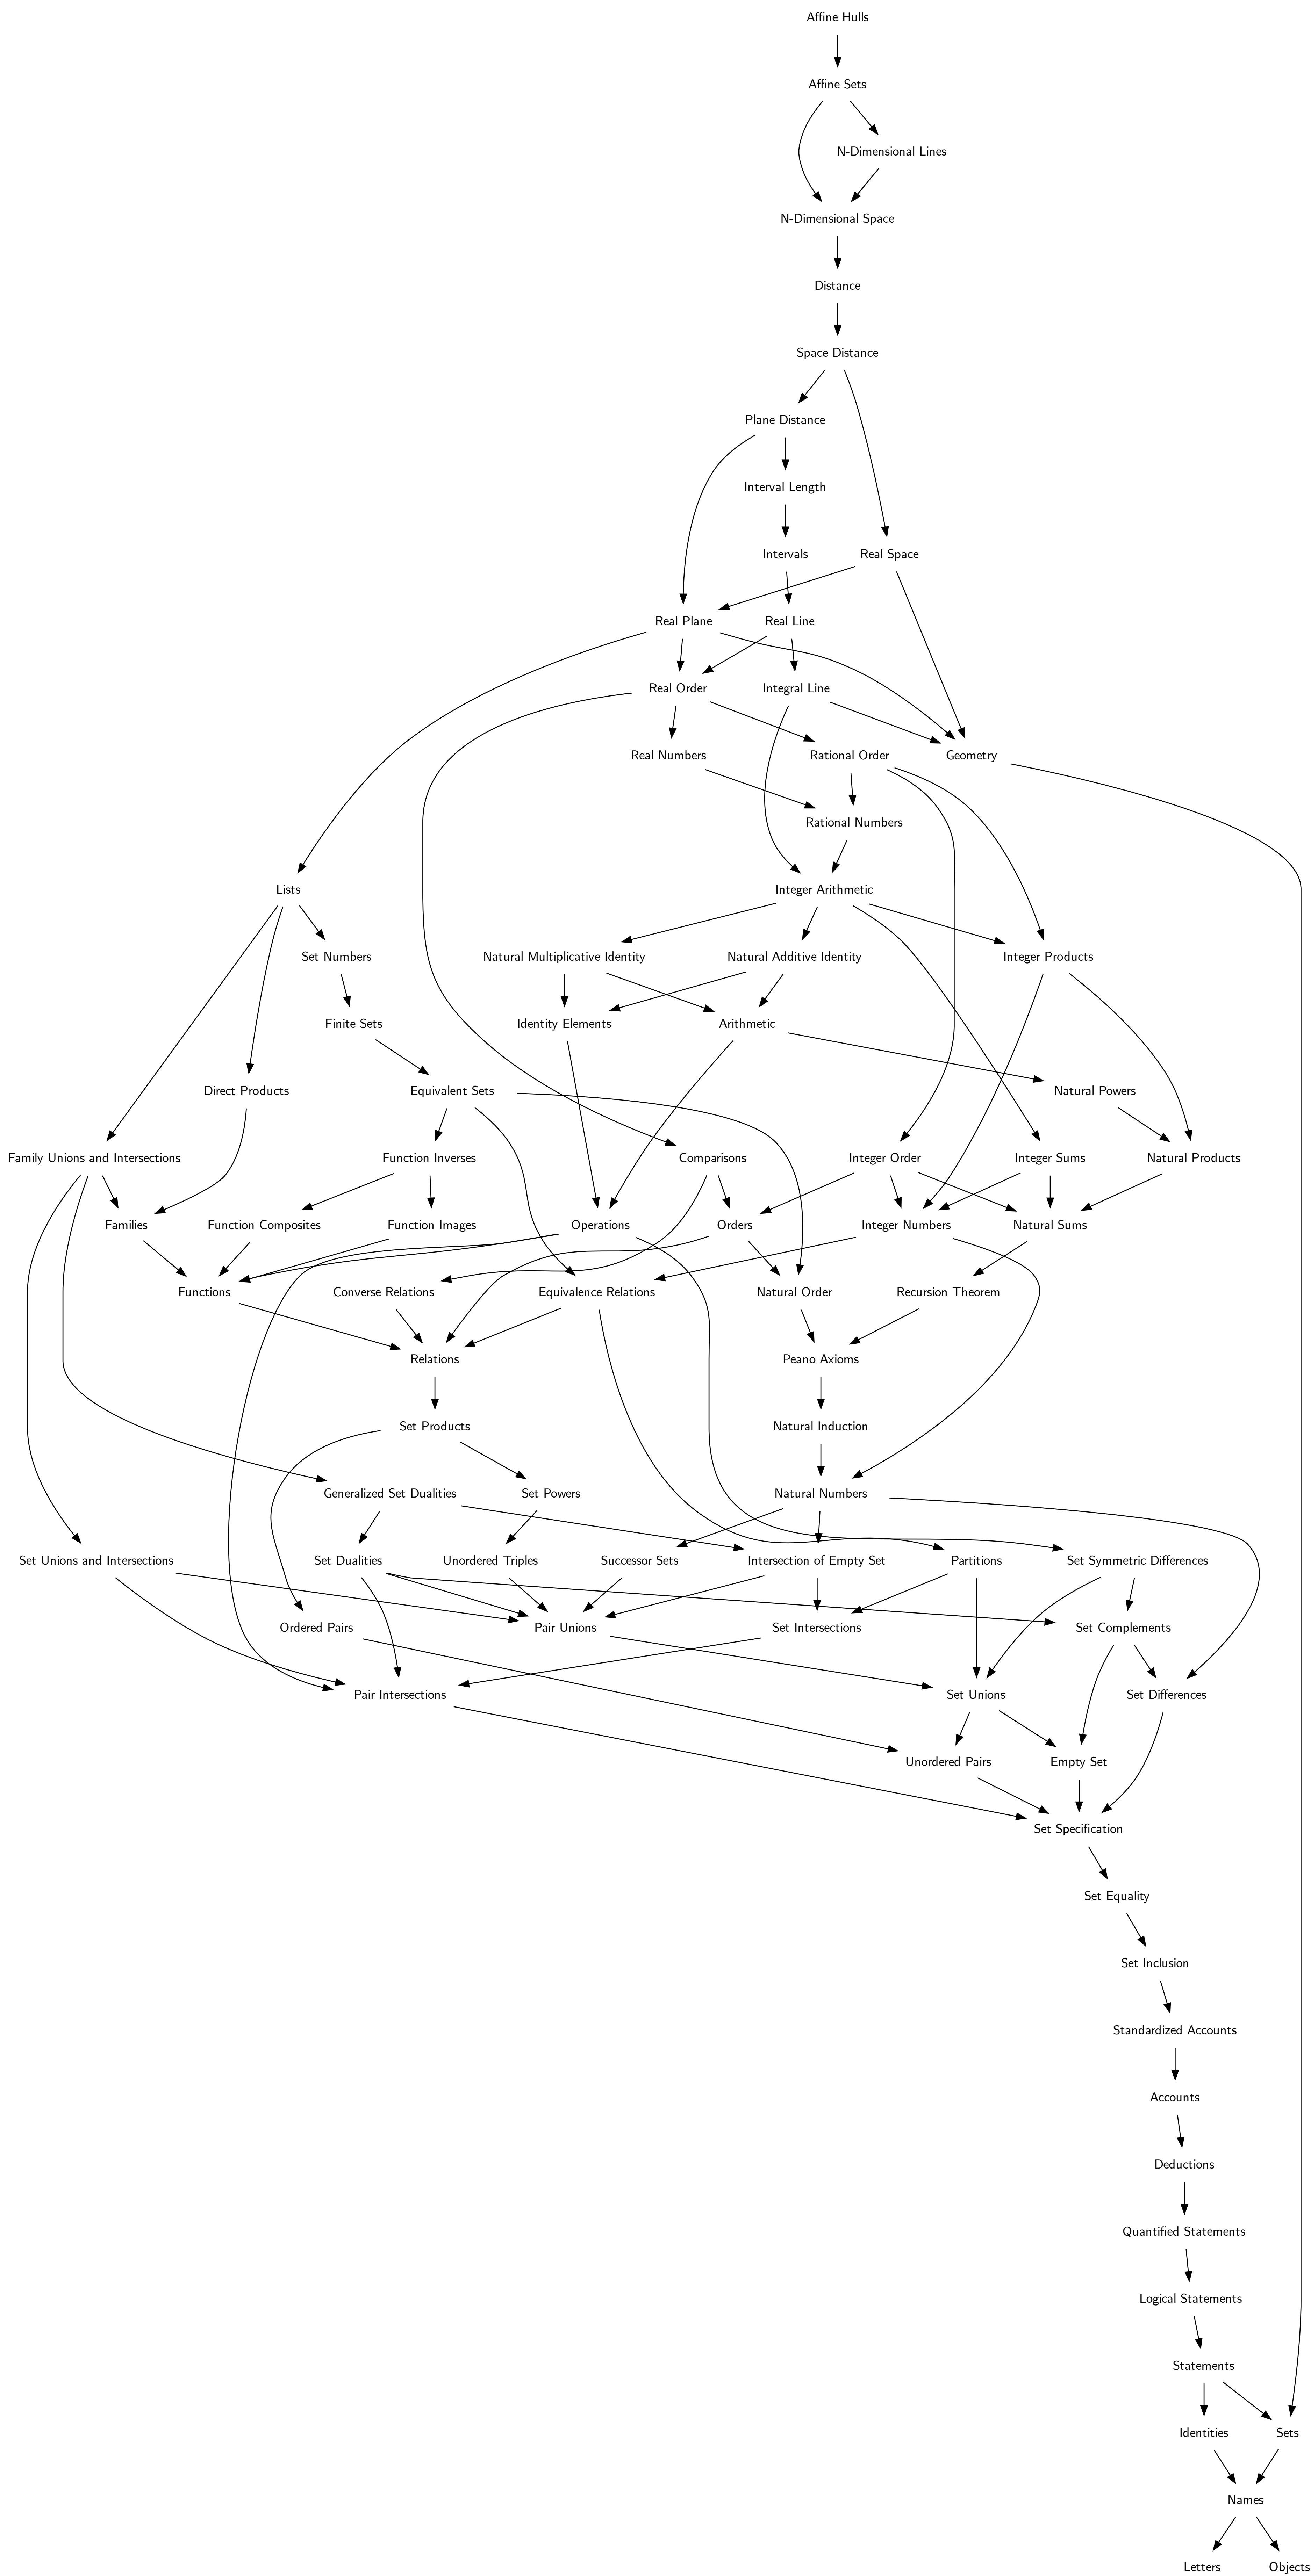 Affine Hulls
Affine Sets
N-Dimensional Lines
N-Dimensional Space
Distance
Space Distance
Plane Distance
Interval Length
Intervals
Real Space
Real Plane
Real Line
Real Order
Integral Line
Real Numbers
Rational Order
Geometry
Rational Numbers
Lists
Integer Arithmetic
Set Numbers
Natural Multiplicative Identity
Natural Additive Identity
Integer Products
Finite Sets
Identity Elements
Arithmetic
Direct Products
Equivalent Sets
Natural Powers
Family Unions and Intersections
Function Inverses
Comparisons
Integer Order
Integer Sums
Natural Products
Families
Function Composites
Function Images
Operations
Orders
Integer Numbers
Natural Sums
Functions
Converse Relations
Equivalence Relations
Natural Order
Recursion Theorem
Relations
Peano Axioms
Set Products
Natural Induction
Generalized Set Dualities
Set Powers
Natural Numbers
Set Unions and Intersections
Set Dualities
Unordered Triples
Successor Sets
Intersection of Empty Set
Partitions
Set Symmetric Differences
Ordered Pairs
Pair Unions
Set Intersections
Set Complements
Pair Intersections
Set Unions
Set Differences
Unordered Pairs
Empty Set
Set Specification
Set Equality
Set Inclusion
Standardized Accounts
Accounts
Deductions
Quantified Statements
Logical Statements
Statements
Identities
Sets
Names
Letters
Objects